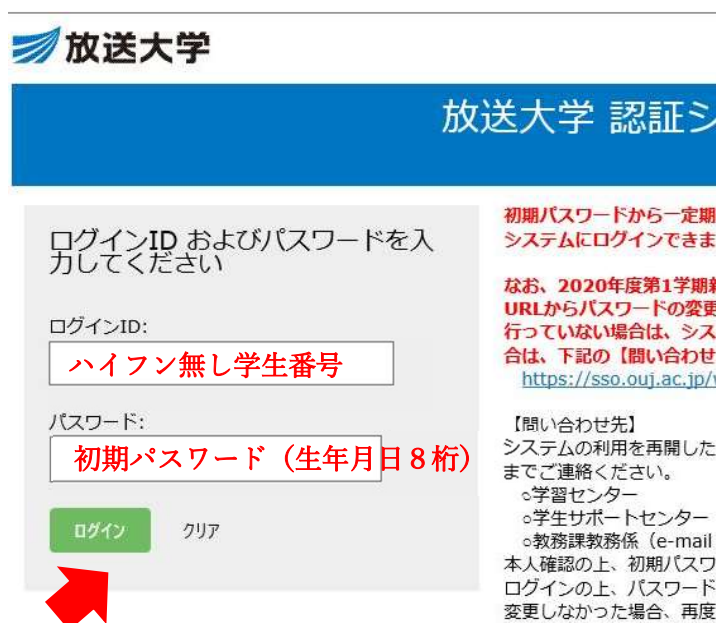 放送大学
放送大学 認証シ
ログインID およびパスワードを入
力してください
ログインID:
ハイフン無し学生番号
パスワード:
初期パスワード（生年月日８桁）
ログイン クリア
初期パスワードから一定期
システムにログインできま
なお、2020年度第1学期新
URLからパスワードの変更
行っていない場合は、シス
合は、下記の【問い合わせ
https://sso.ouj.ac.jp/
【問い合わせ先】
システムの利用を再開した
までご連絡ください。
○学習センター
○学生サポートセンター
○教務課教務係（e-mail
本人確認の上、初期パスワ
ログインの上、パスワード
変更しなかった場合、再度